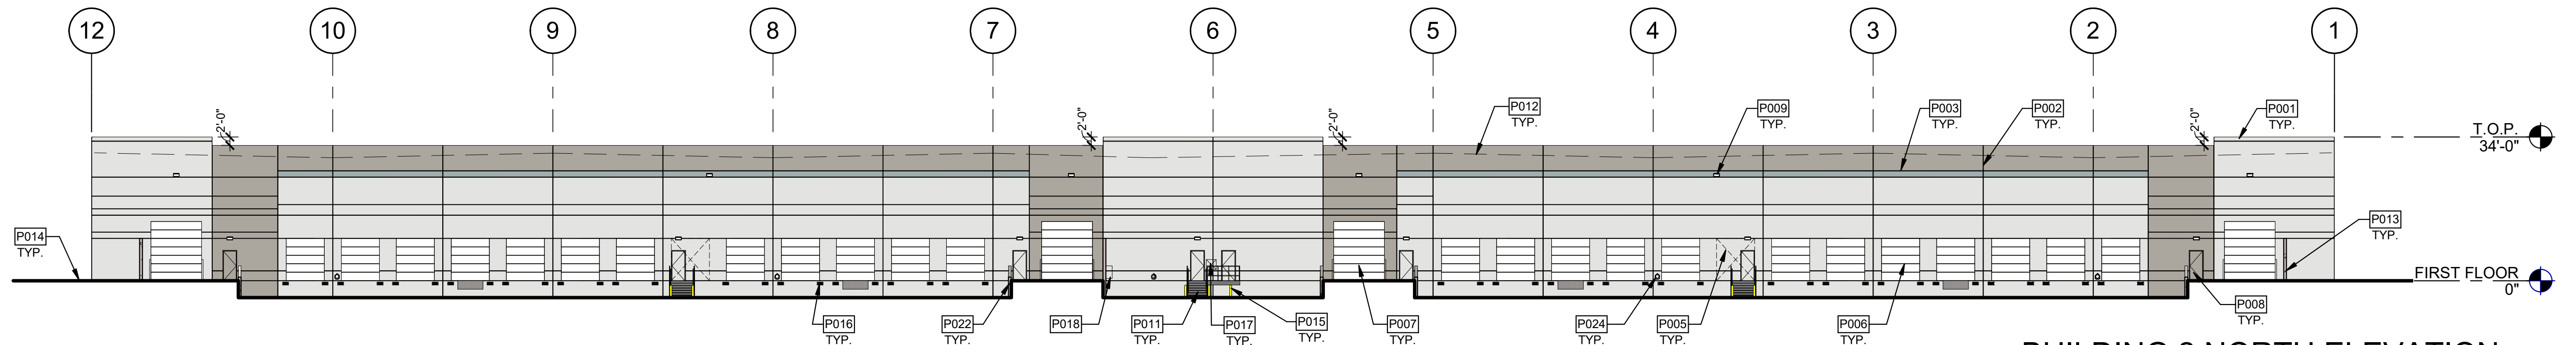 12 10 9 8 7 6 5 4 3 2 1
2'-0" 2'-0" 2'-0" 2'-0"
P012
TYP.
P009
TYP.
P003
TYP.
P002
TYP.
P001
TYP.
T.O.P.
34'-0"
P014
TYP.
P013
TYP.
FIRST FLOOR
0"
P016
TYP.
P022
TYP.
P018
P011
TYP.
P017
TYP.
P015
TYP.
P007
TYP.
P024
TYP.
P005
TYP.
P006
TYP.
P008
TYP.
NORTH ELEVATION